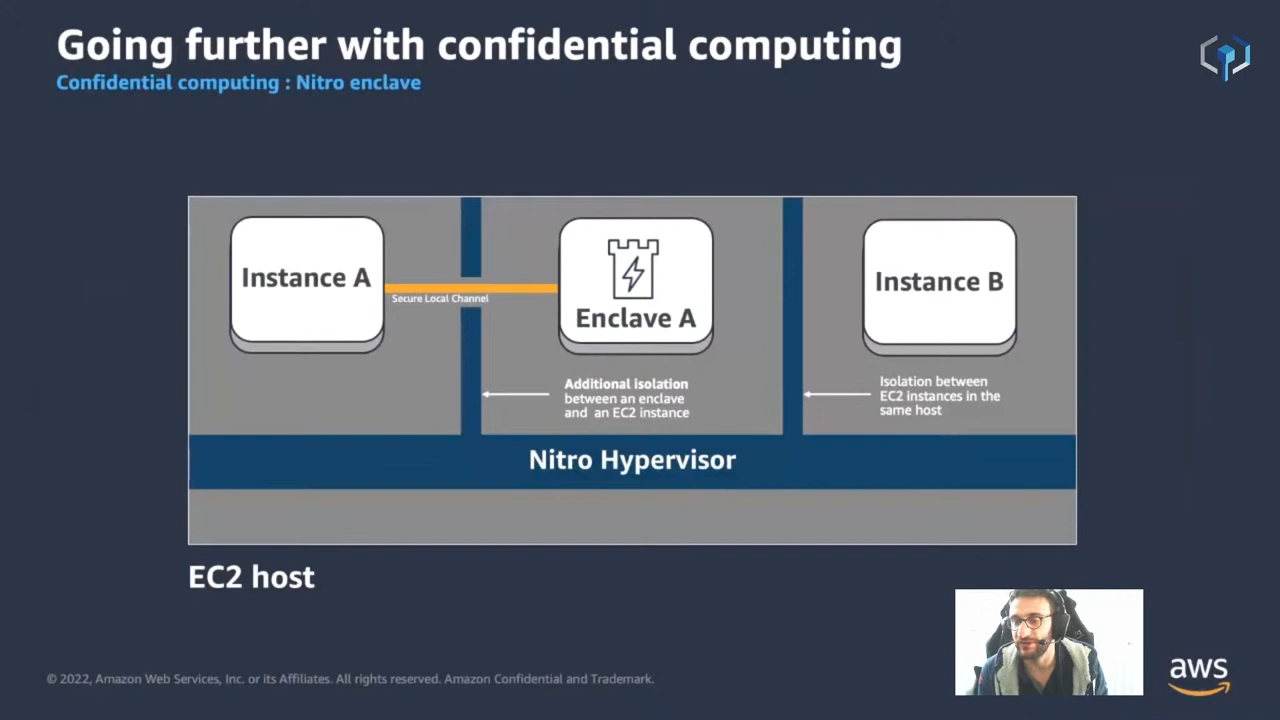 Going further with confidential computing
Confidential computing : Nitro enclave
Instance A
Secure Local Channel
Enclave A
Instance B
Additional isolation
between an enclave
and an EC2 instance
Isolation between
EC2 instances in the
same host
Nitro Hypervisor
EC2 host
© 2022, Amazon Web Services, Inc. or its Affiliates. All rights reserved. Amazon Confidential and Trademark.
aws